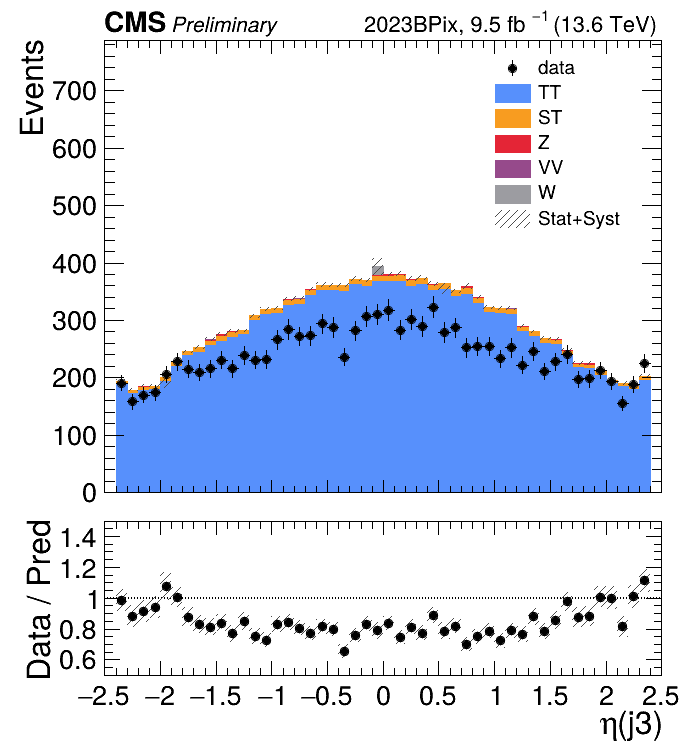 CMS Preliminary 2023BPix, 9.5 fb⁻¹ (13.6 TeV)
Events
700
600
500
400
300
200
100
0
data
TT
ST
Z
VV
W
Stat+Syst
Data / Pred
1.4
1.2
1
0.8
0.6
−2.5 −2 −1.5 −1 −0.5 0 0.5 1 1.5 2 2.5
η(j3)